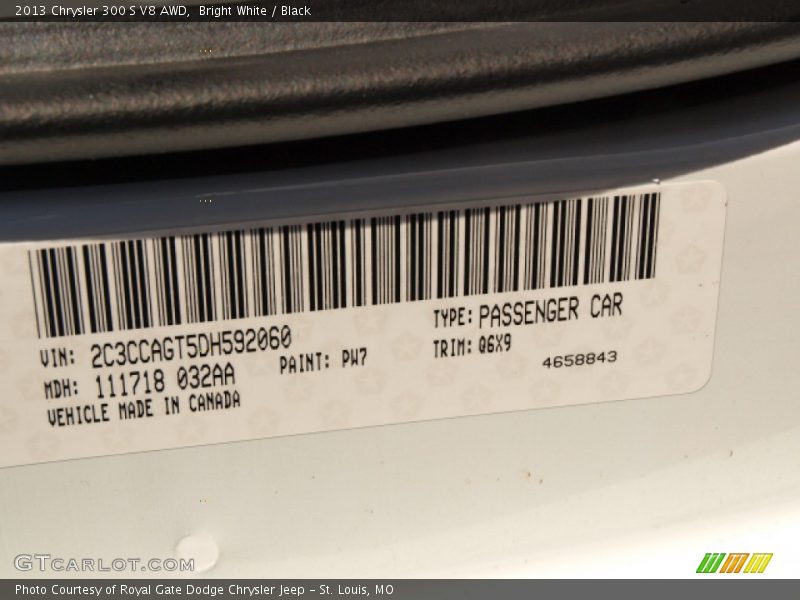 2013 Chrysler 300 S V8 AWD,  Bright White / Black
VIN: 2C3CCAGT5DH592060
TYPE: PASSENGER CAR
MDH: 111718 032AA
PAINT: PW7
TRIM: Q6X9
VEHICLE MADE IN CANADA
4658843
GTCARLOT.COM
Photo Courtesy of Royal Gate Dodge Chrysler Jeep - St. Louis, MO